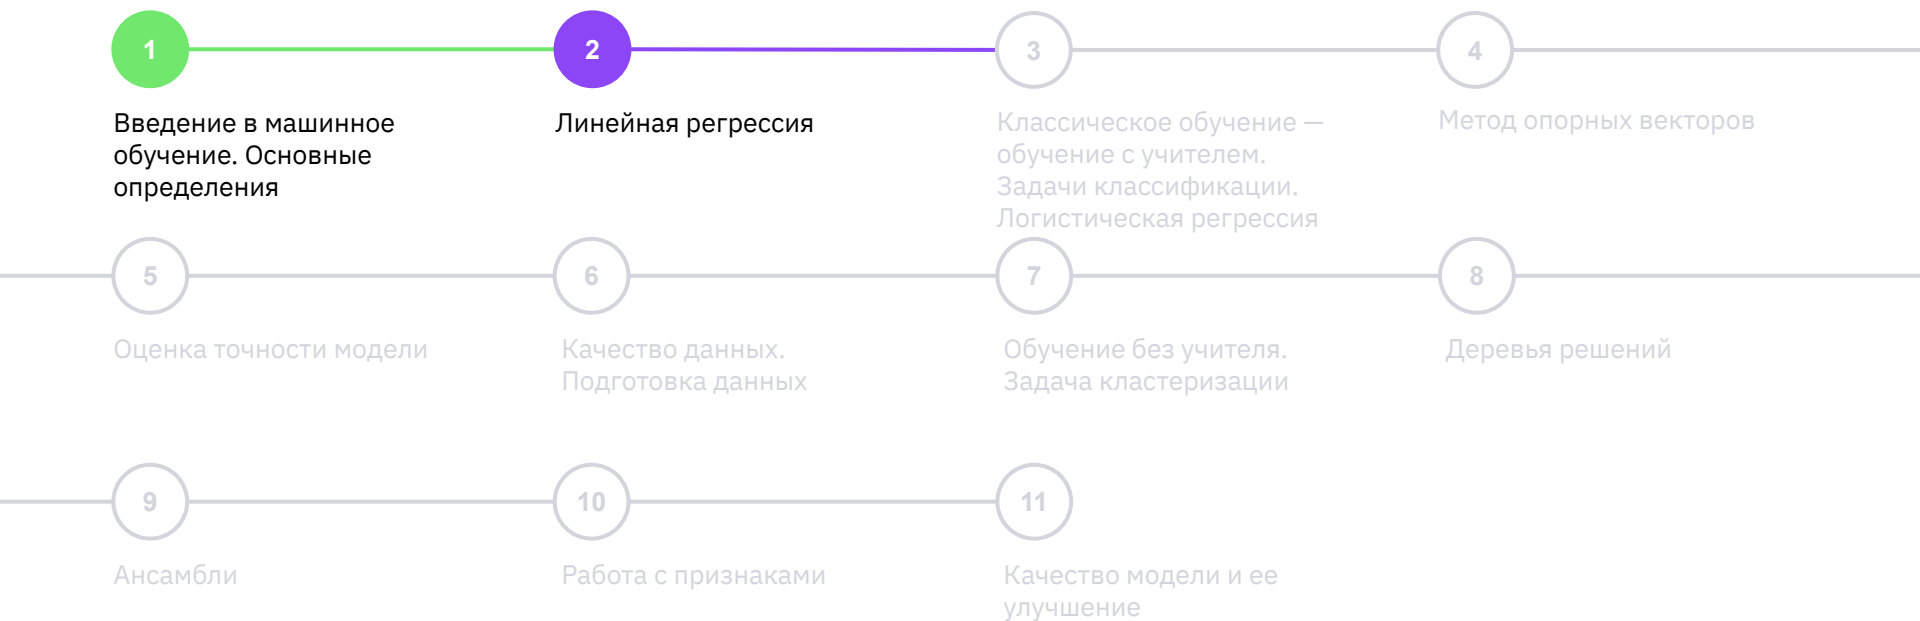 1
Введение в машинное
обучение. Основные
определения
2
Линейная регрессия
3
Классическое обучение —
обучение с учителем.
Задачи классификации.
Логистическая регрессия
4
Метод опорных векторов
5
Оценка точности модели
6
Качество данных.
Подготовка данных
7
Обучение без учителя.
Задача кластеризации
8
Деревья решений
9
Ансамбли
10
Работа с признаками
11
Качество модели и ее
улучшение